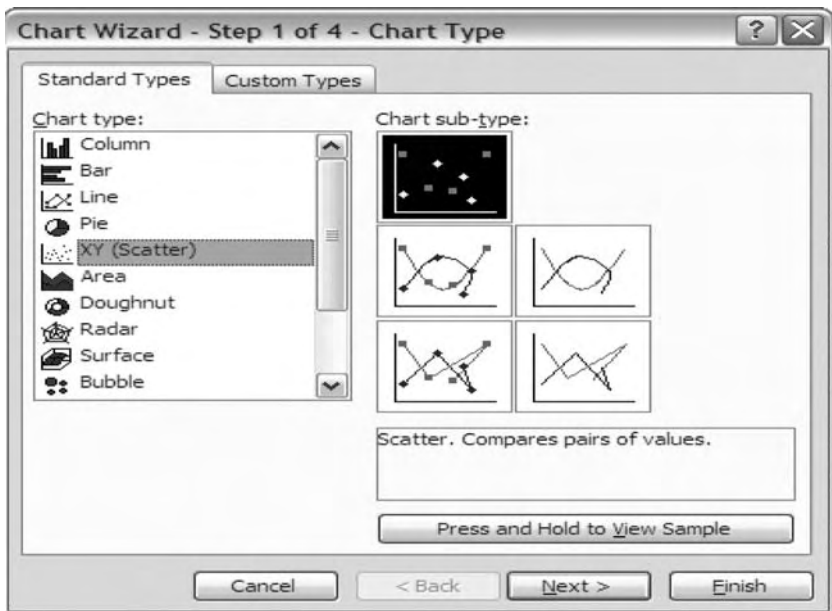 Chart Wizard - Step 1 of 4 - Chart Type
Standard Types
Custom Types
Chart type:
Column
Bar
Line
Pie
XY (Scatter)
Area
Doughnut
Radar
Surface
Bubble
Chart sub-type:
Scatter. Compares pairs of values.
Press and Hold to View Sample
Cancel
< Back
Next >
Finish